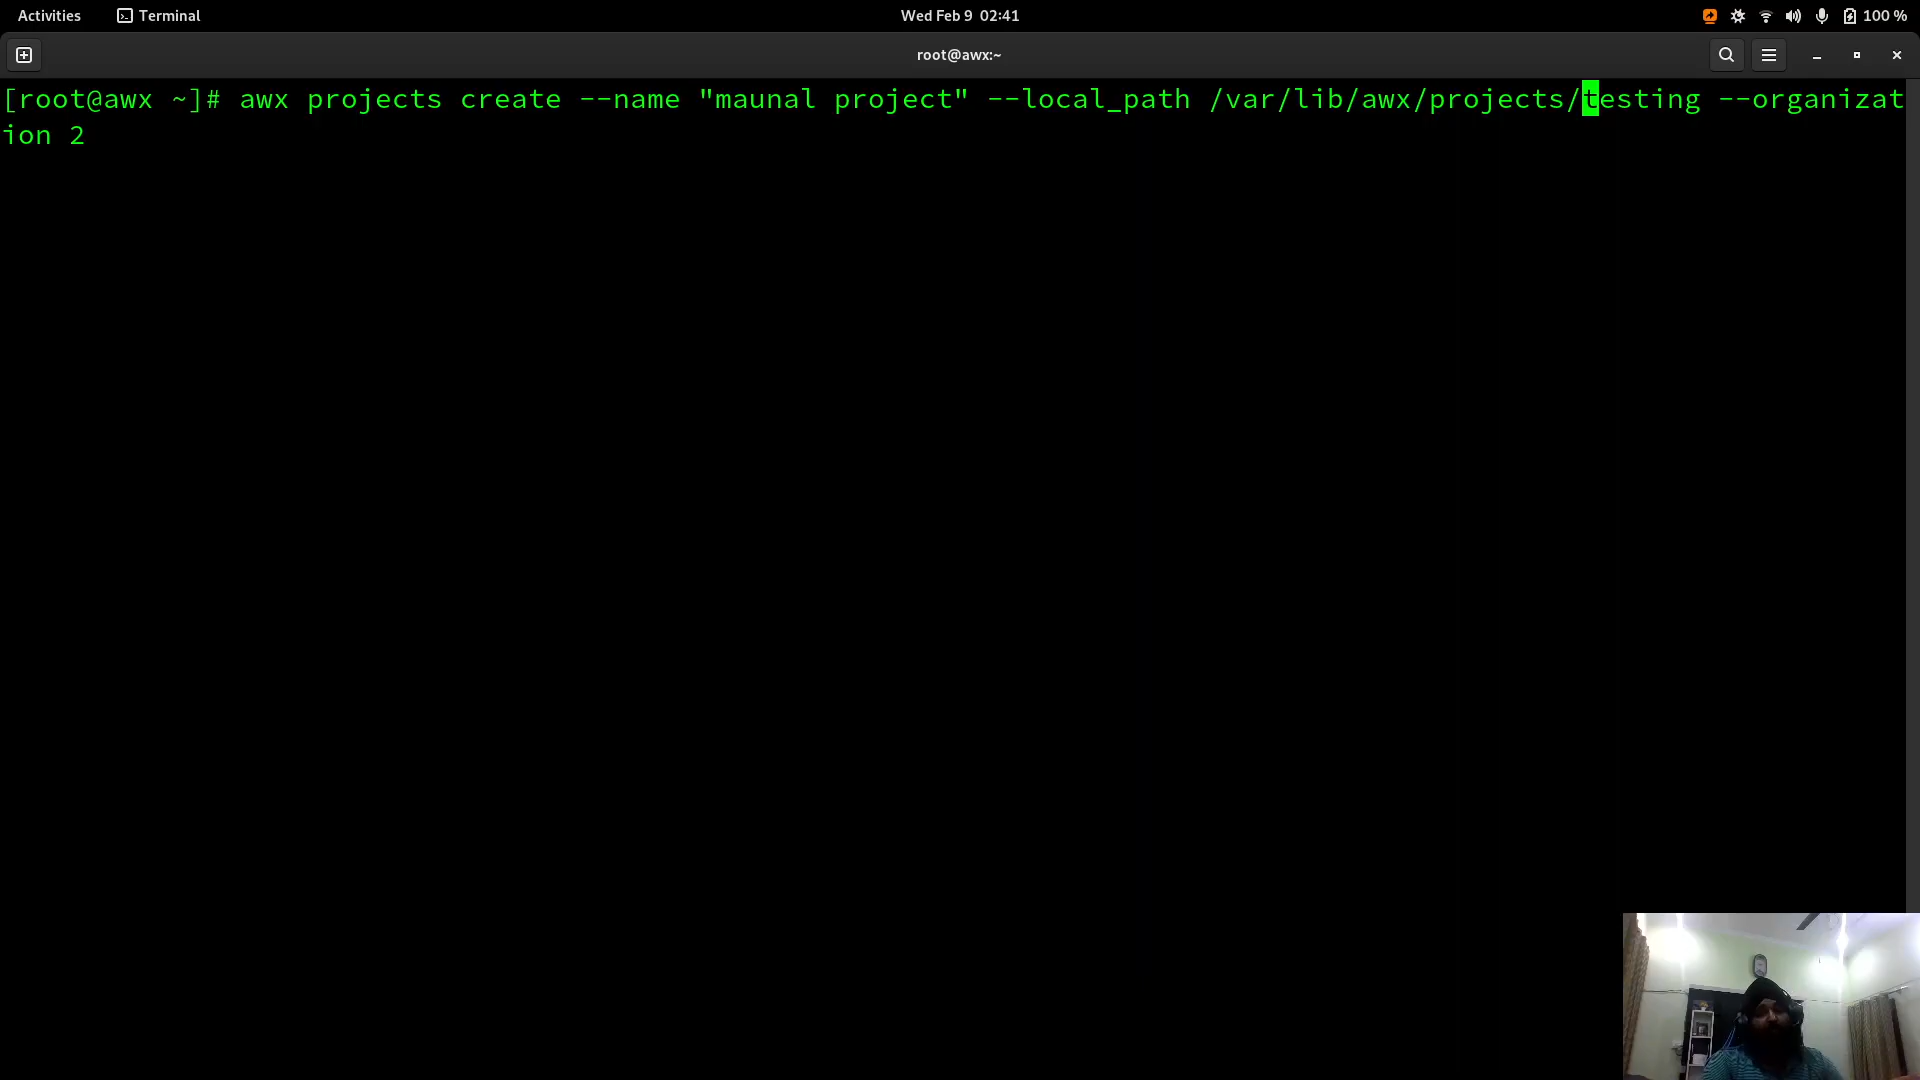 Activities Terminal Wed Feb 9 02:41 100 %
root@awx:~
[root@awx ~]# awx projects create --name "maunal project" --local_path /var/lib/awx/projects/testing --organizat
ion 2